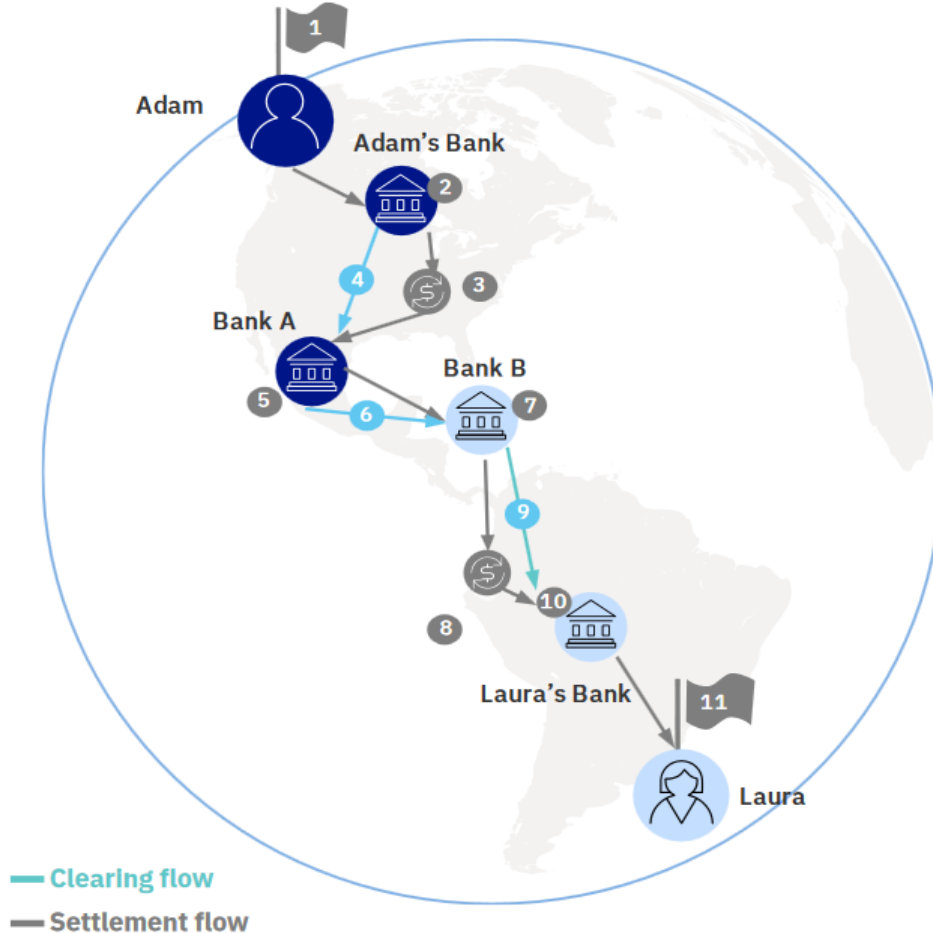 1
Adam
Adam's Bank
2
4
3
Bank A
Bank B
5
6
7
9
10
8
Laura's Bank
11
Laura
Clearing flow
Settlement flow